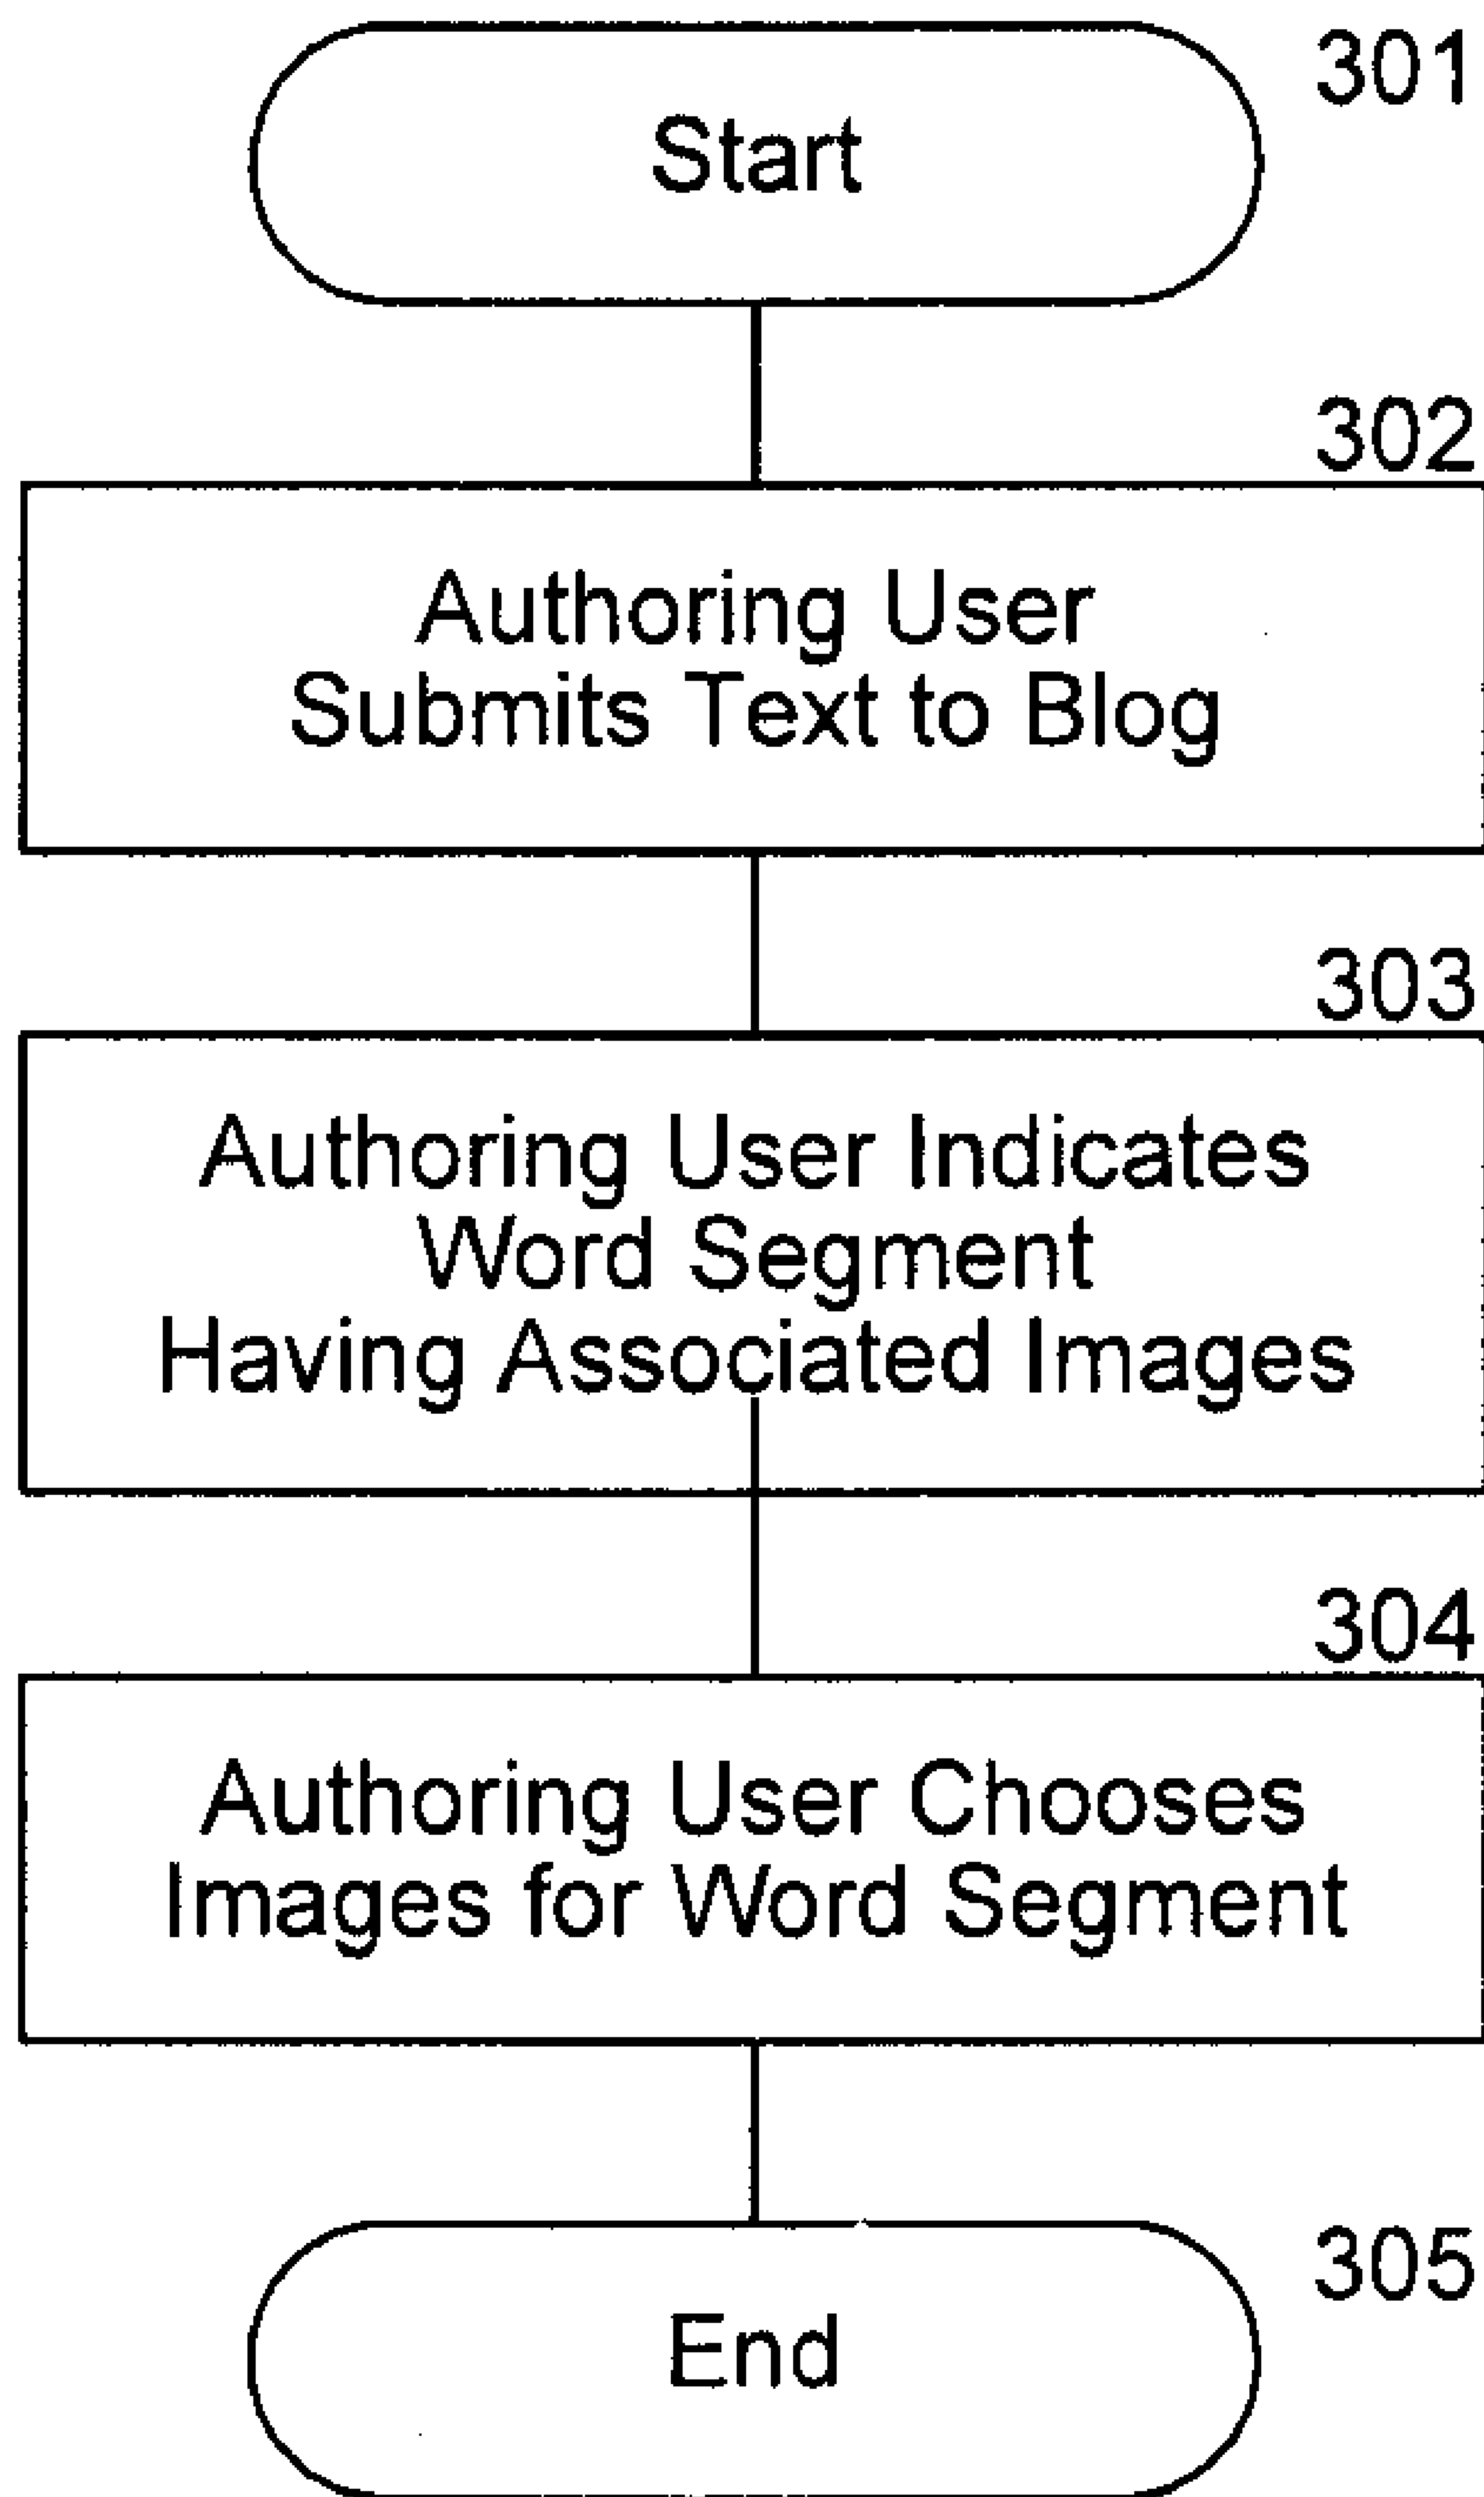 301
Start
302
Authoring User
Submits Text to Blog
303
Authoring User Indicates
Word Segment
Having Associated Images
304
Authoring User Chooses
Images for Word Segment
305
End